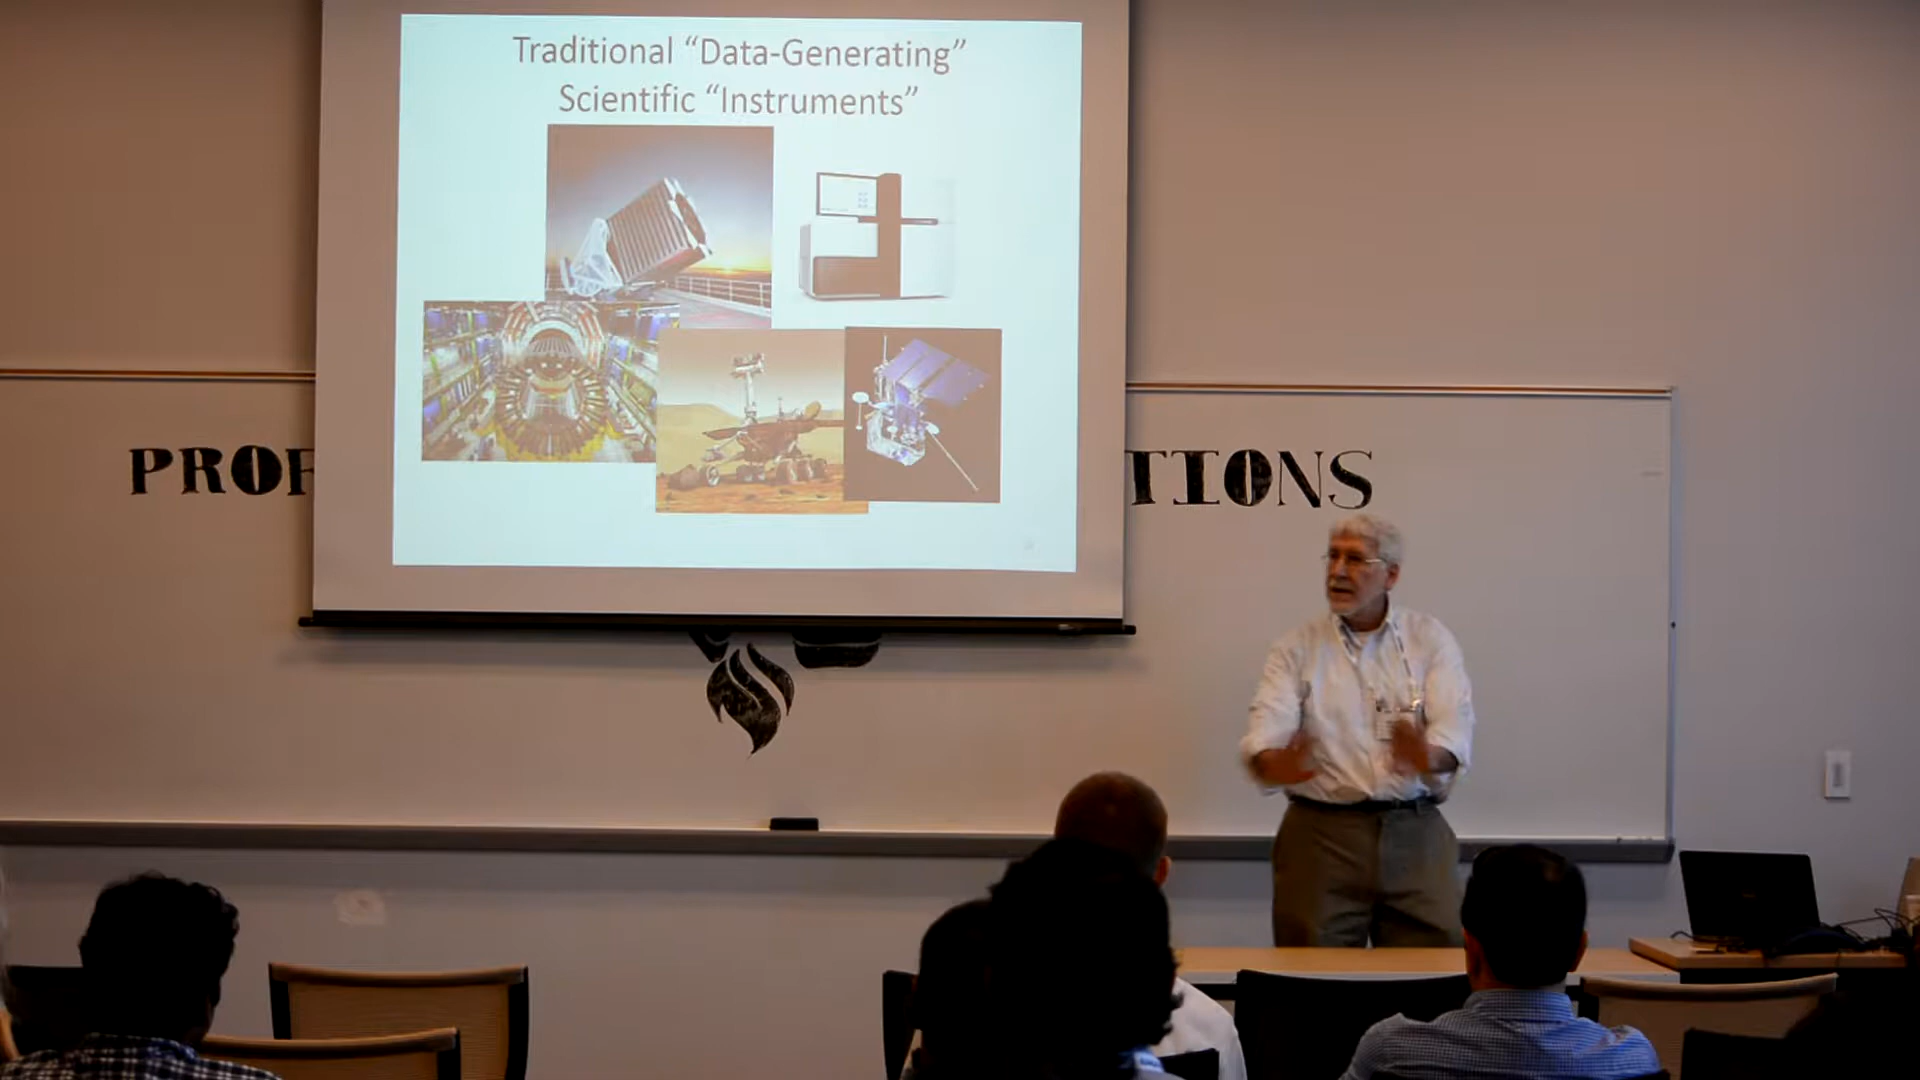 Traditional “Data-Generating”
Scientific “Instruments”
PROF
TIONS